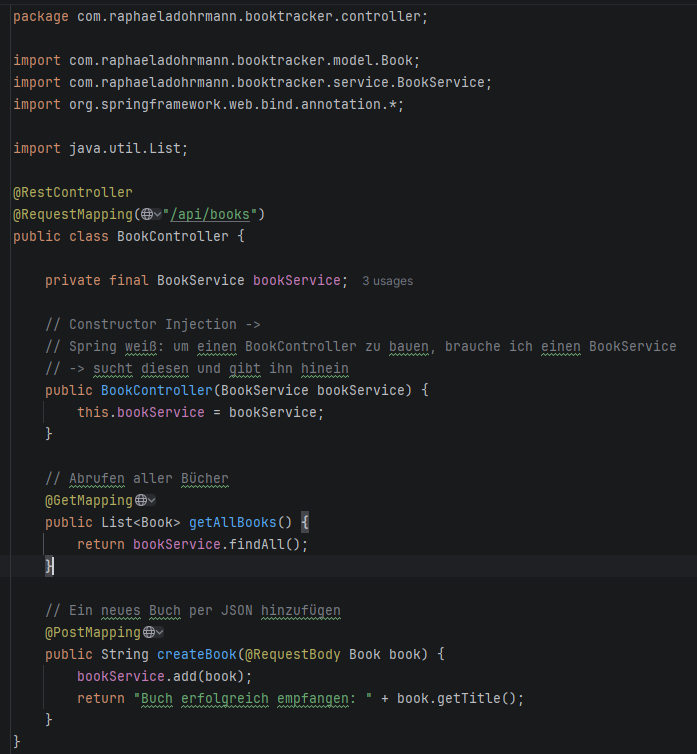 package com.raphaeladohrmann.booktracker.controller;
import com.raphaeladohrmann.booktracker.model.Book;
import com.raphaeladohrmann.booktracker.service.BookService;
import org.springframework.web.bind.annotation.*;
import java.util.List;
@RestController
@RequestMapping("/api/books")
public class BookController {
    private final BookService bookService;  3 usages
    // Constructor Injection ->
    // Spring weiß: um einen BookController zu bauen, brauche ich einen BookService
    // -> sucht diesen und gibt ihn hinein
    public BookController(BookService bookService) {
        this.bookService = bookService;
    }
    // Abrufen aller Bücher
    @GetMapping
    public List<Book> getAllBooks() {
        return bookService.findAll();
    }
    // Ein neues Buch per JSON hinzufügen
    @PostMapping
    public String createBook(@RequestBody Book book) {
        bookService.add(book);
        return "Buch erfolgreich empfangen: " + book.getTitle();
    }
}